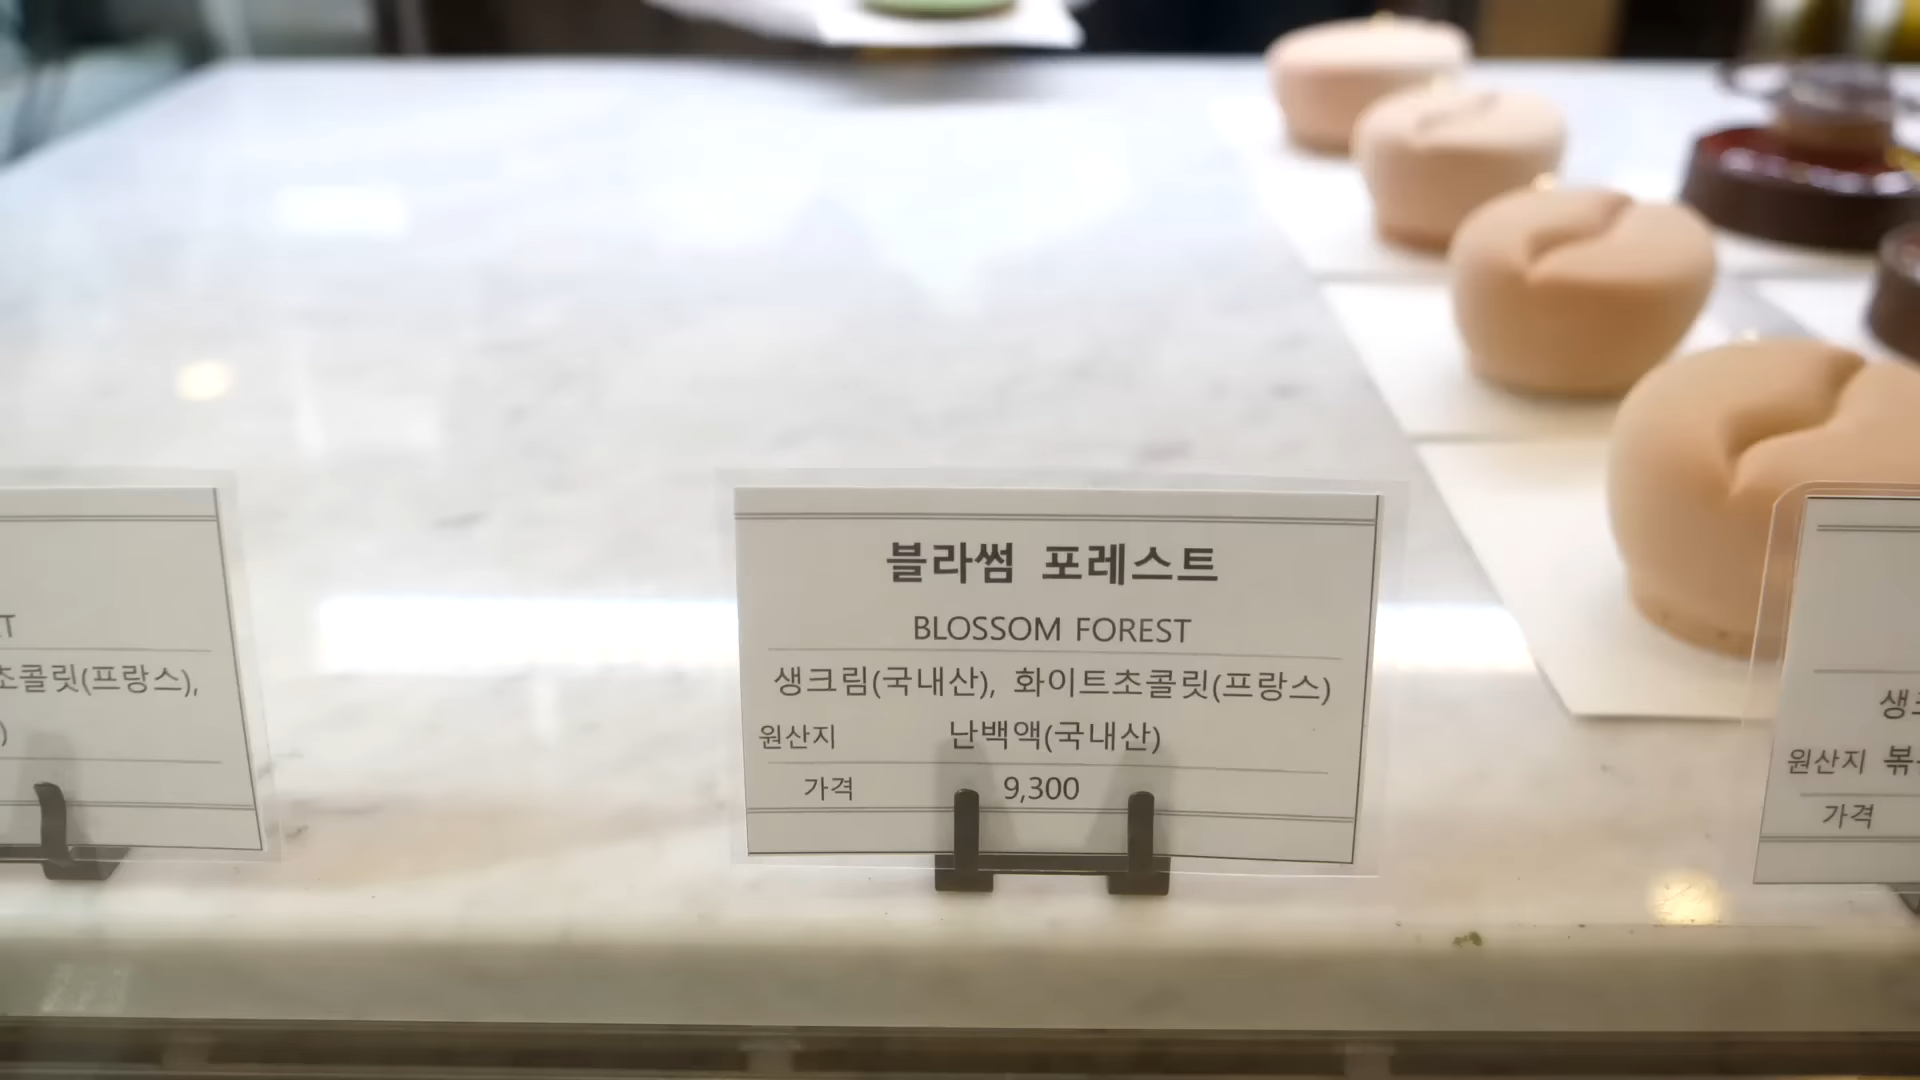 T
초콜릿(프랑스),
)
블라썸 포레스트
BLOSSOM FOREST
생크림(국내산), 화이트초콜릿(프랑스)
원산지 난백액(국내산)
가격 9,300
원산지
가격